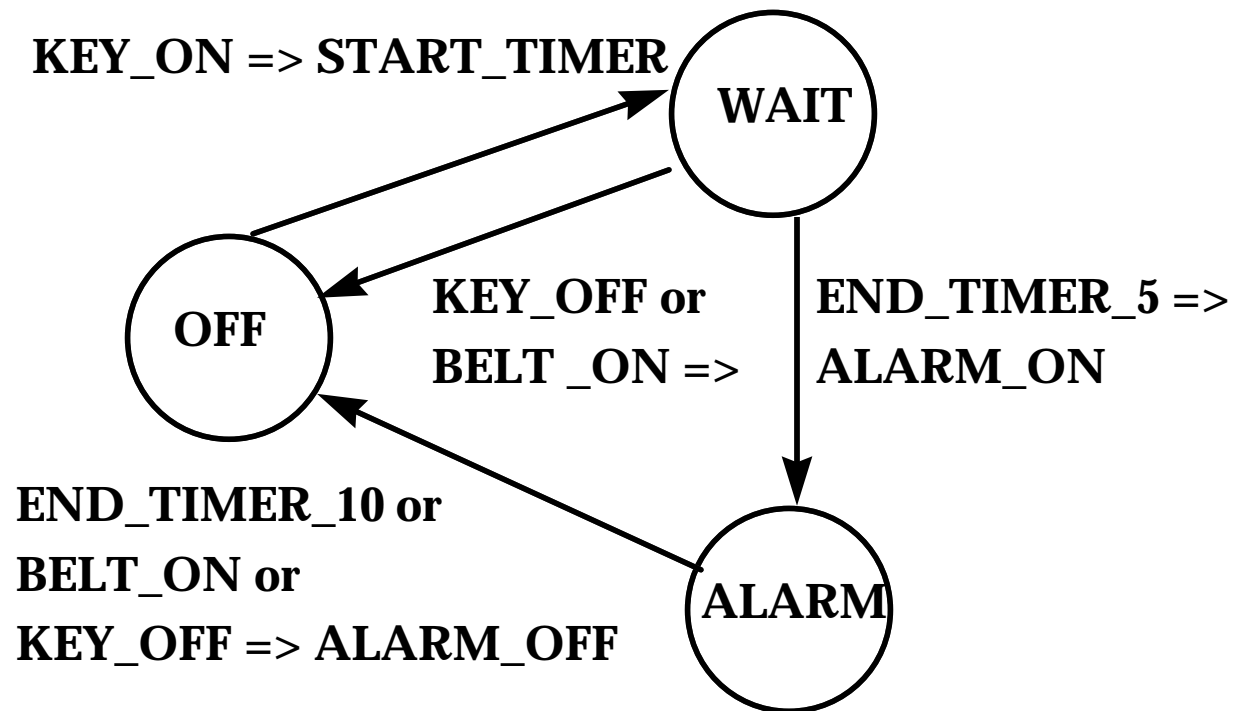 KEY_ON => START_TIMER
WAIT
OFF
KEY_OFF or
BELT _ON =>
END_TIMER_5 =>
ALARM_ON
END_TIMER_10 or
BELT_ON or
KEY_OFF => ALARM_OFF
ALARM